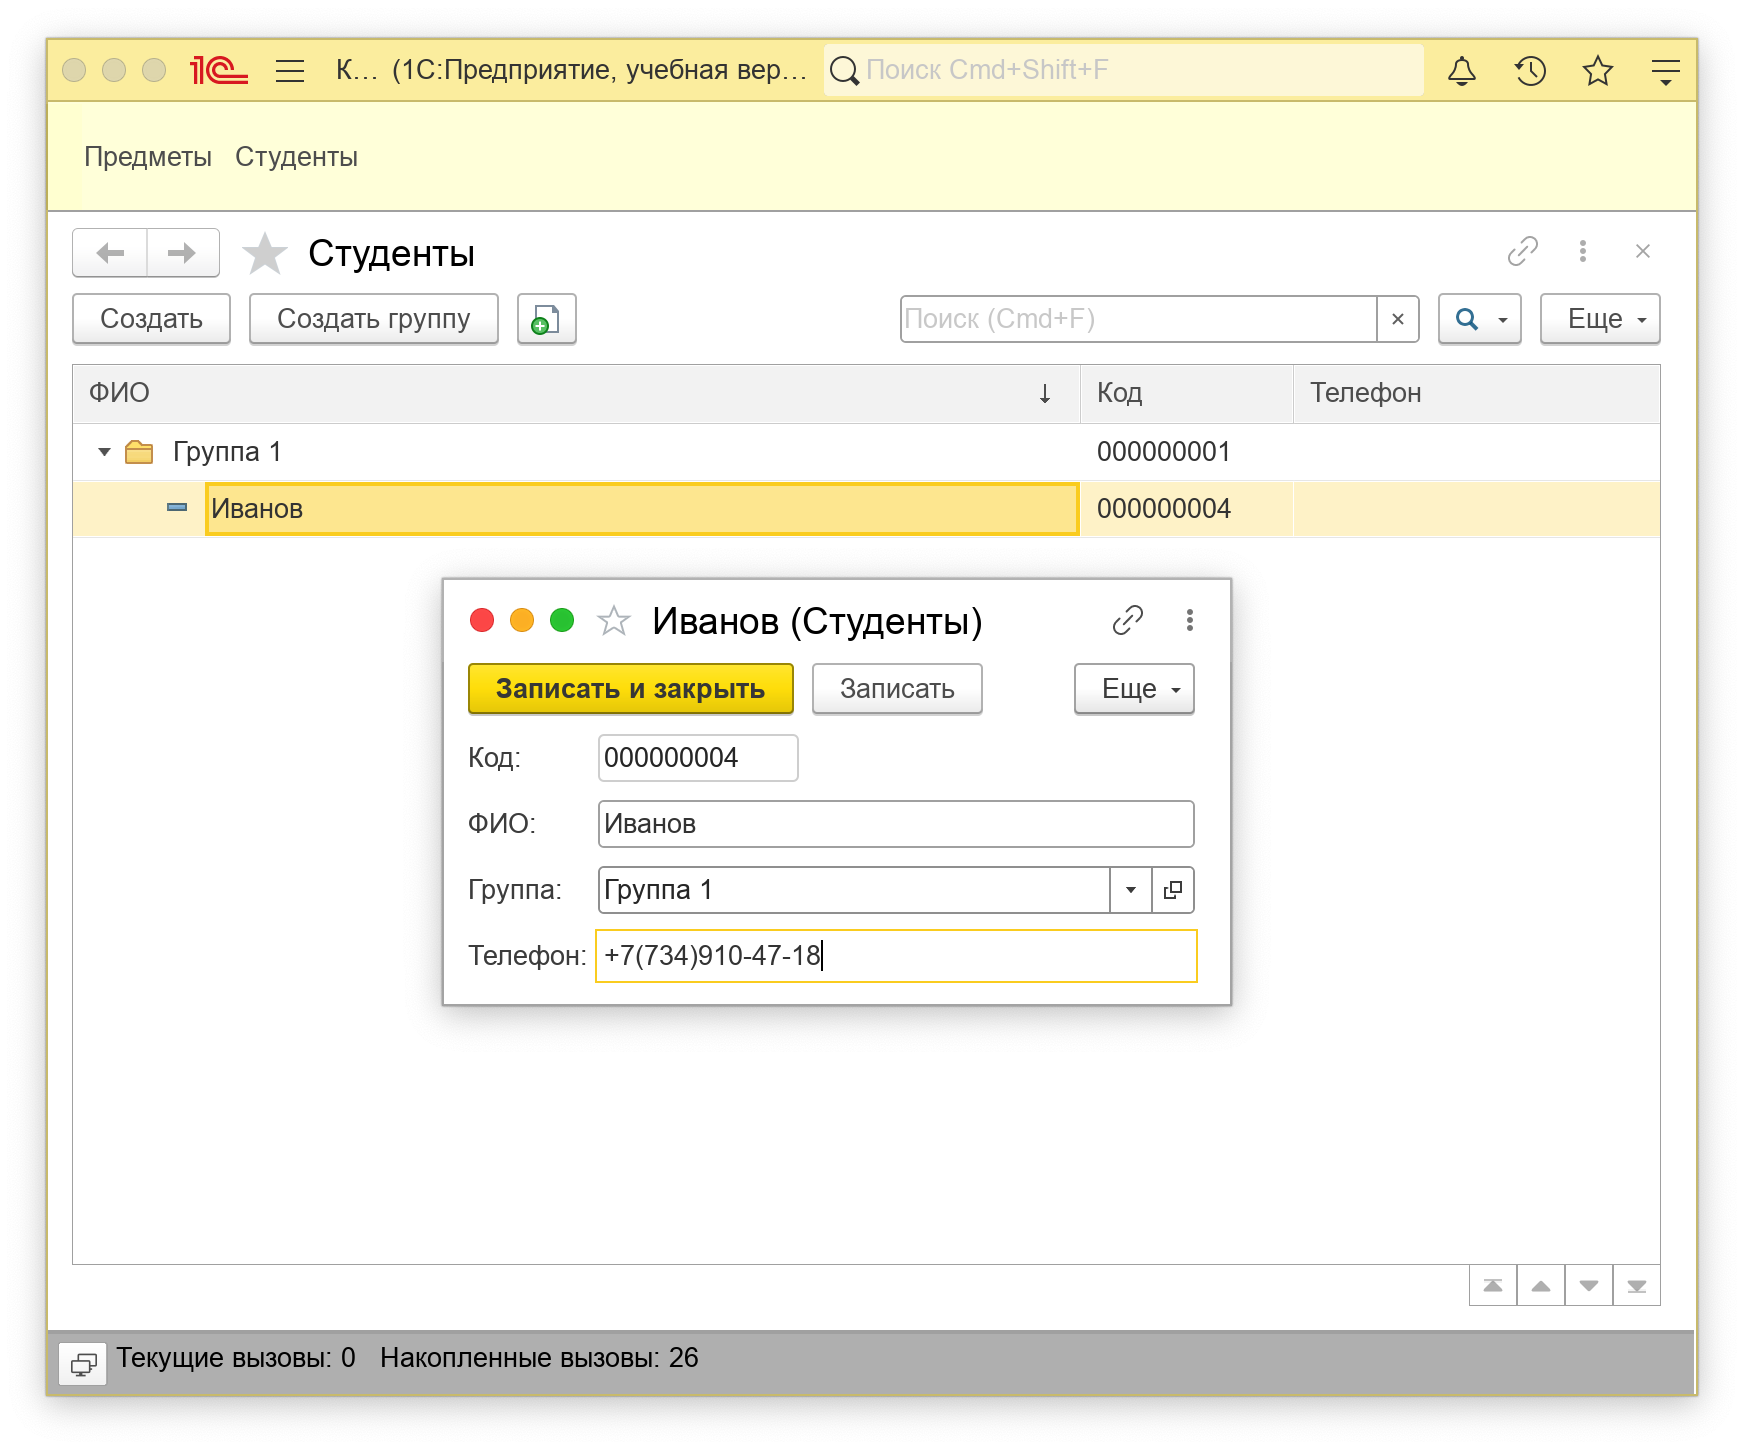 1С К... (1С:Предприятие, учебная вер... Поиск Cmd+Shift+F
Предметы Студенты
Студенты
Создать Создать группу Поиск (Cmd+F) × Еще
ФИО ↓ Код Телефон
Группа 1 000000001
Иванов 000000004
Иванов (Студенты)
Записать и закрыть Записать Еще
Код: 000000004
ФИО: Иванов
Группа: Группа 1
Телефон: +7(734)910-47-18
Текущие вызовы: 0 Накопленные вызовы: 26